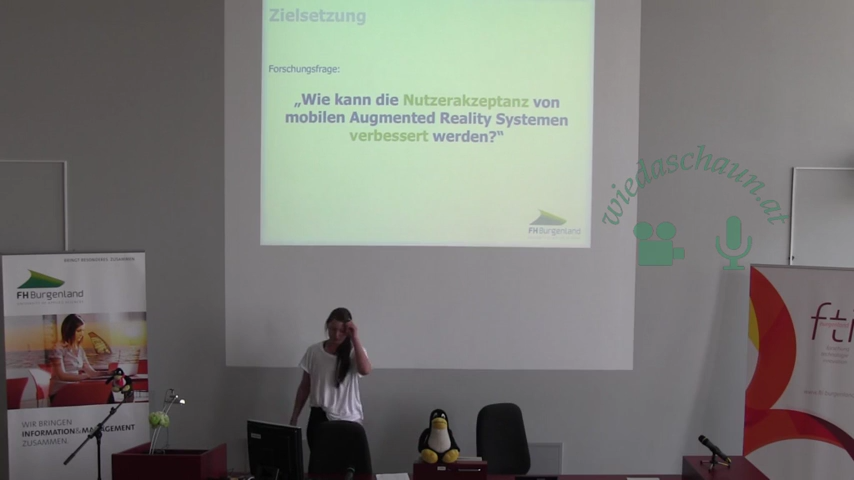 Zielsetzung
Forschungsfrage:
„Wie kann die Nutzerakzeptanz von
mobilen Augmented Reality Systemen
verbessert werden?“
FH Burgenland
wiedaschaun.at
FH Burgenland
WIR BRINGEN
INFORMATION & MANAGEMENT
ZUSAMMEN.